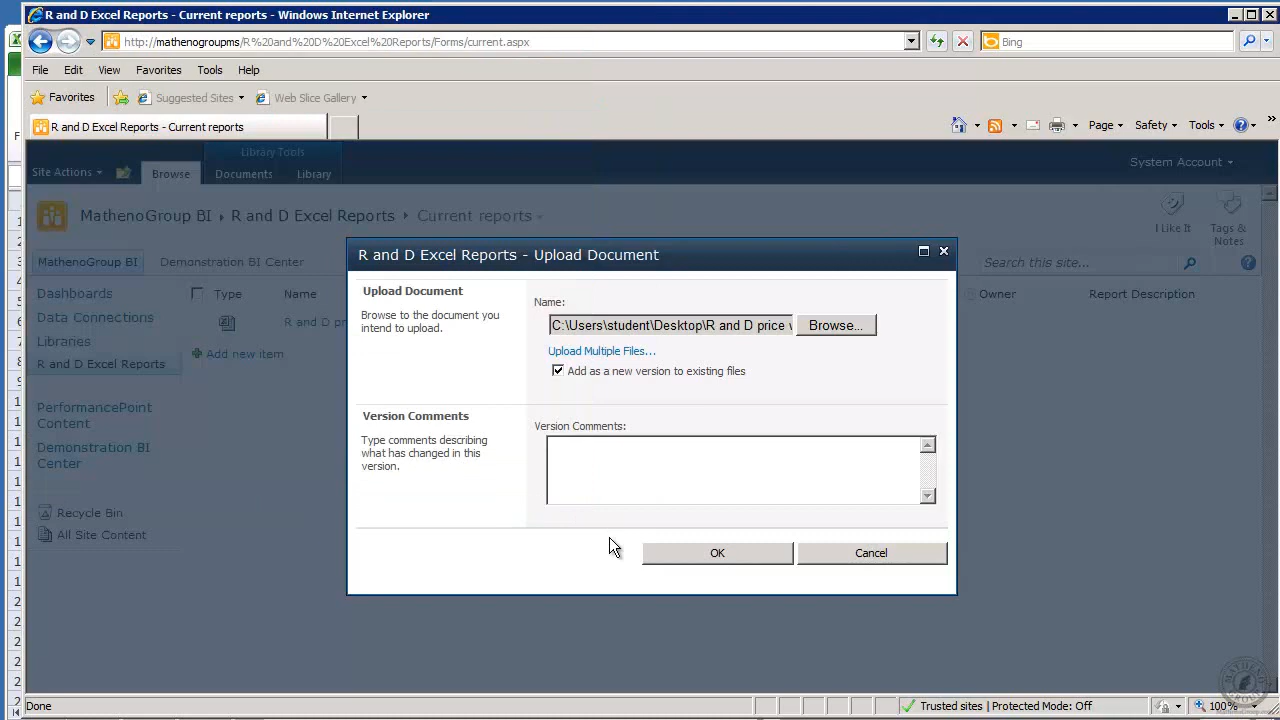 R and D Excel Reports - Current reports - Windows Internet Explorer
http://mathenogroupms/R%20and%20D%20Excel%20Reports/Forms/current.aspx
Bing
File Edit View Favorites Tools Help
Favorites Suggested Sites Web Slice Gallery
R and D Excel Reports - Current reports
Page Safety Tools
Library Tools
Site Actions Browse Documents Library
System Account
MathenoGroup BI R and D Excel Reports Current reports
I Like It
Tags & Notes
MathenoGroup BI Demonstration BI Center
Search this site...
Dashboards
Data Connections
Libraries
R and D Excel Reports
PerformancePoint
Content
Demonstration BI
Center
Recycle Bin
All Site Content
Type Name
Owner Report Description
R and D pr
Add new item
R and D Excel Reports - Upload Document
Upload Document
Browse to the document you
intend to upload.
Name:
C:\Users\student\Desktop\R and D price
Browse...
Upload Multiple Files...
Add as a new version to existing files
Version Comments
Type comments describing
what has changed in this
version.
Version Comments:
OK Cancel
Done
Trusted sites | Protected Mode: Off
100%